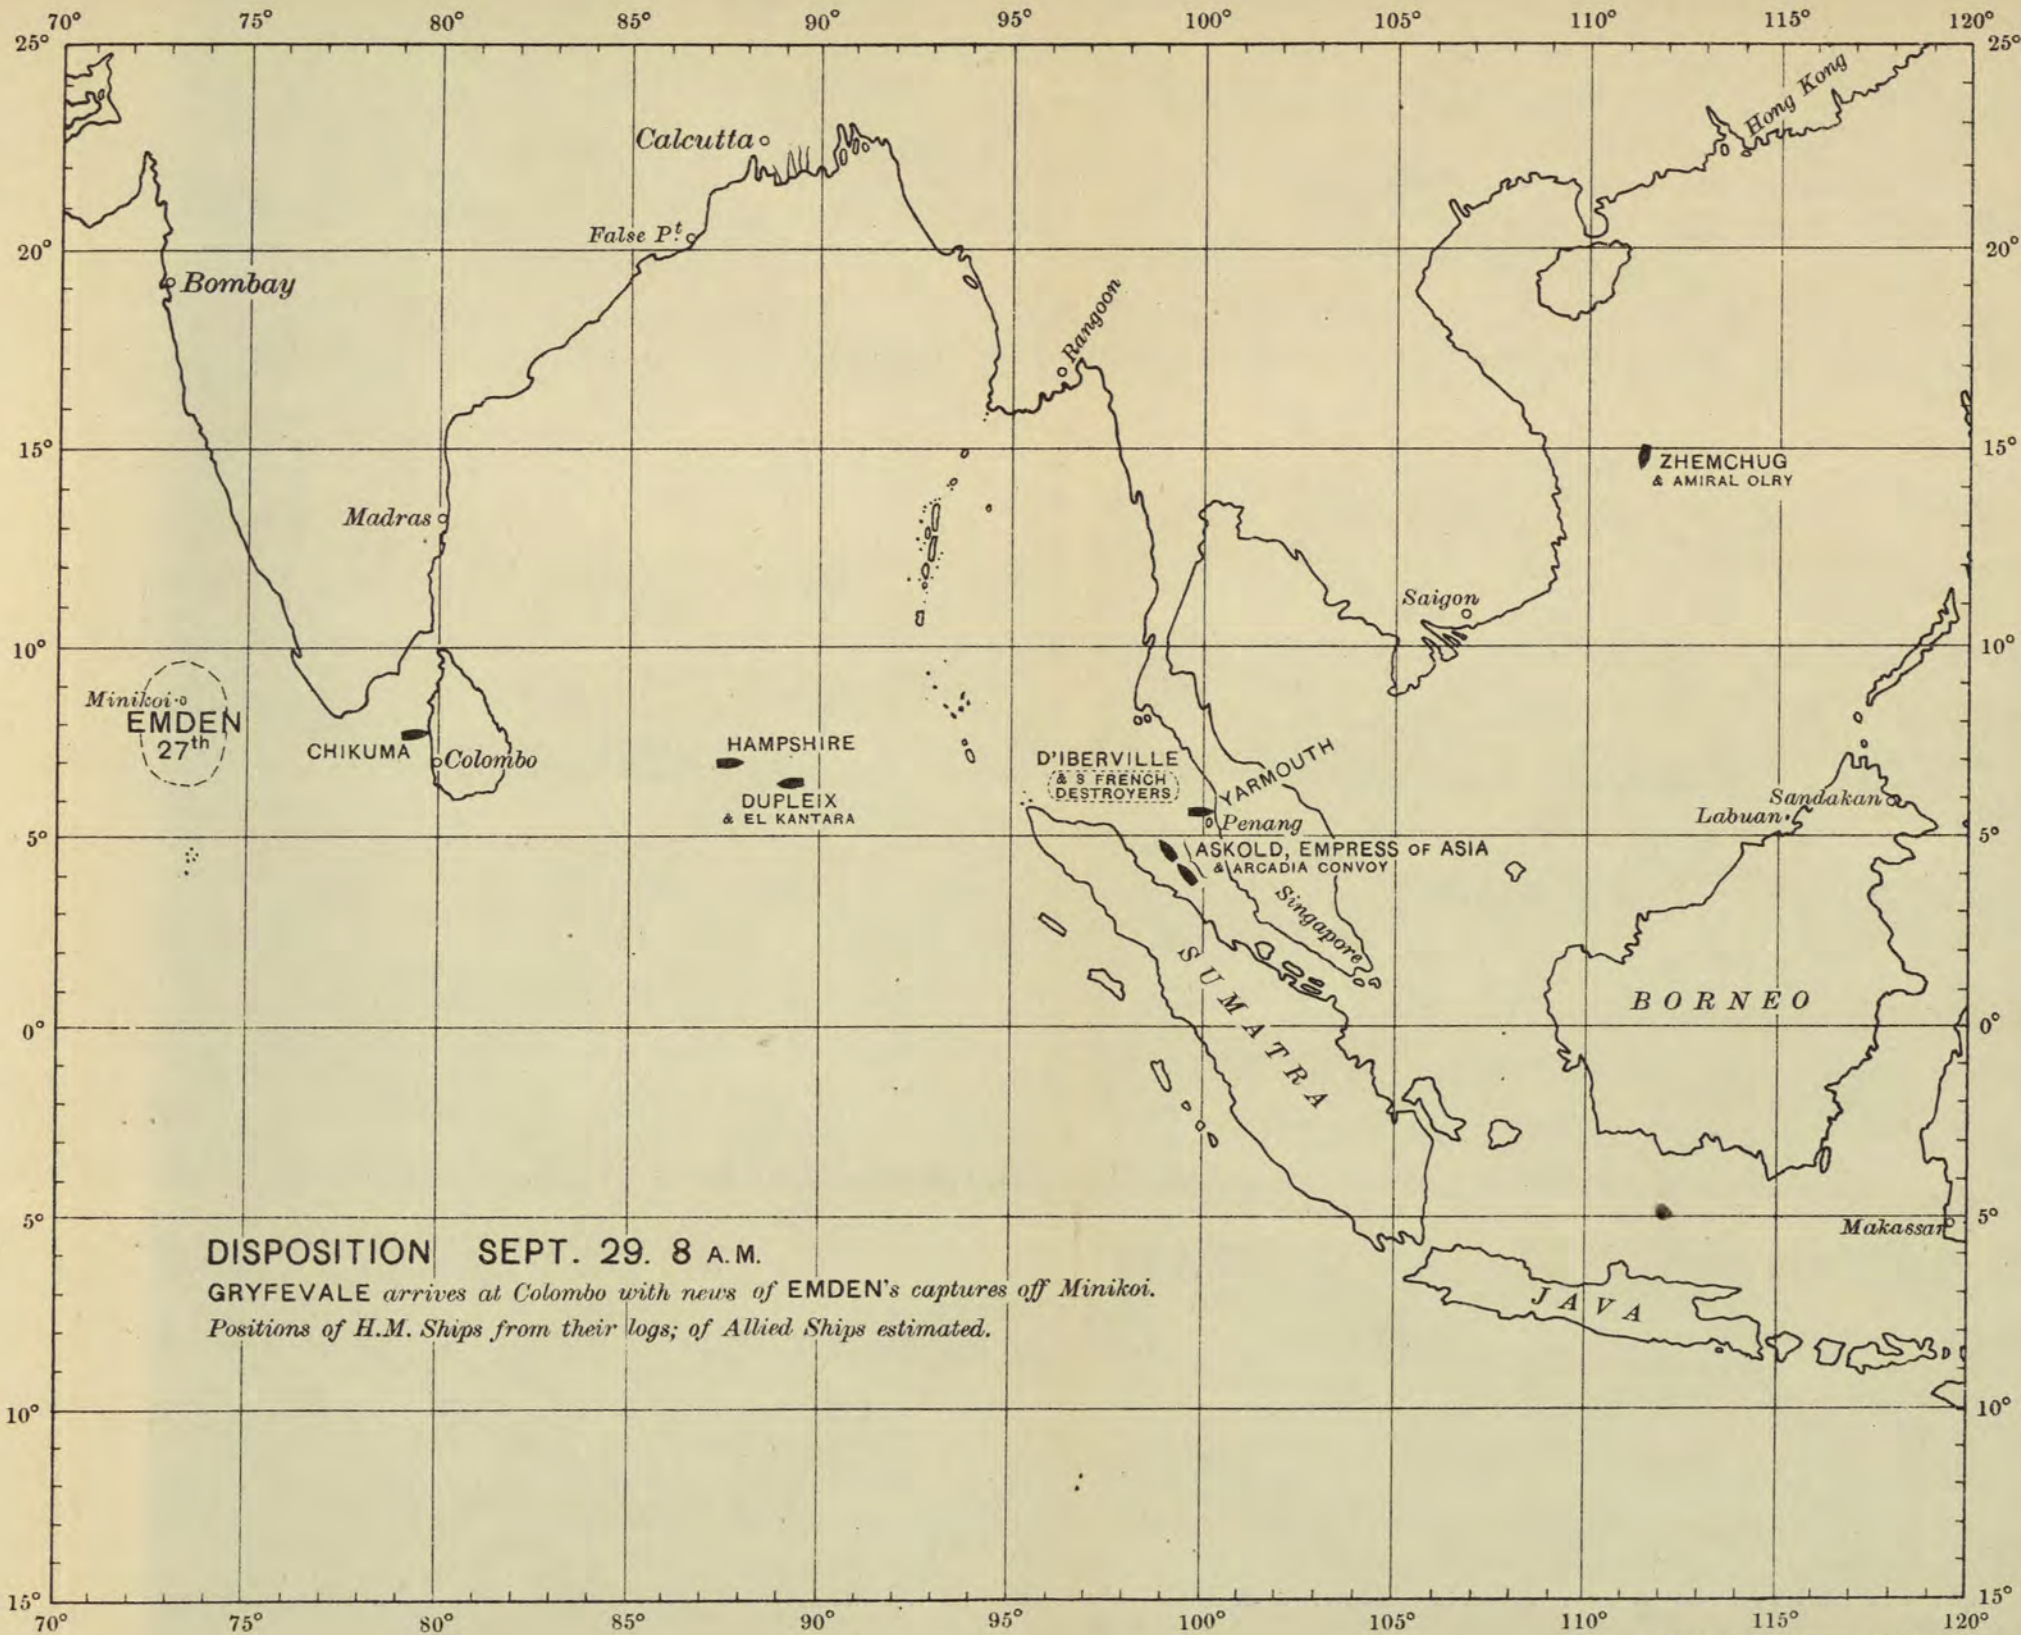 70° 75° 80° 85° 90° 95° 100° 105° 110° 115° 120°
25° 25°
Hong Kong
Calcutta
False Pt.
20° 20°
Bombay
Rangoon
15° 15°
ZHEMCHUG
& AMIRAL OLRY
Madras
Saigon
10° 10°
Minikoi
EMDEN
27th
CHIKUMA
Colombo
HAMPSHIRE
DUPLEIX
& EL KANTARA
D'IBERVILLE
& 3 FRENCH
DESTROYERS
YARMOUTH
Penang
Sandakan
Labuan
5° 5°
ASKOLD, EMPRESS OF ASIA
& ARCADIA CONVOY
Singapore
SUMATRA
BORNEO
0° 0°
5° 5°
Makassar
DISPOSITION SEPT. 29. 8 A.M.
GRYFEVALE arrives at Colombo with news of EMDEN's captures off Minikoi.
Positions of H.M. Ships from their logs; of Allied Ships estimated.
JAVA
10° 10°
15° 15°
70° 75° 80° 85° 90° 95° 100° 105° 110° 115° 120°